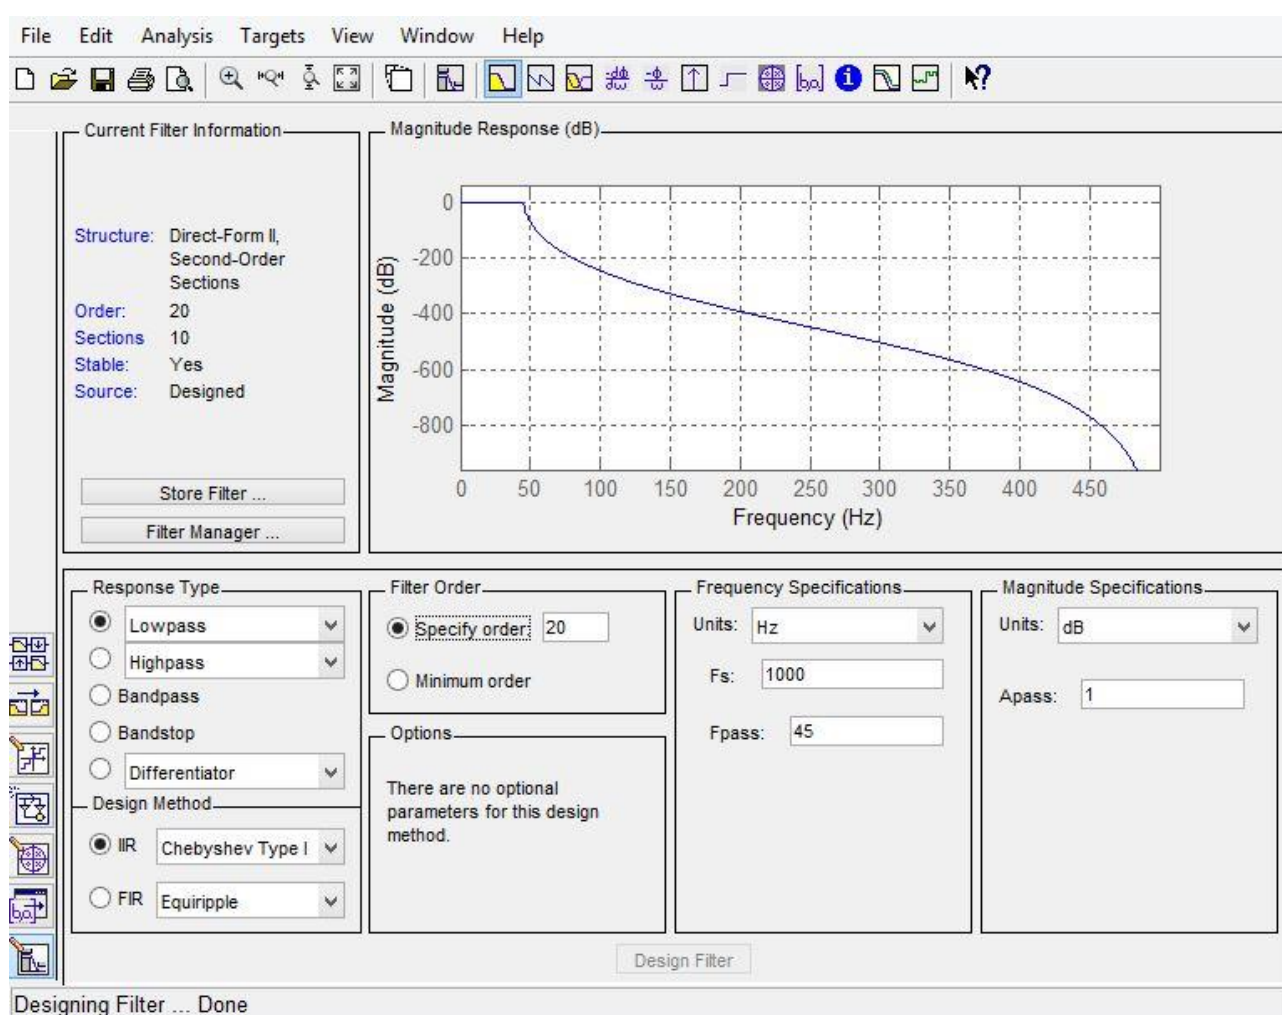 File Edit Analysis Targets View Window Help
Current Filter Information
Structure: Direct-Form II,
Second-Order
Sections
Order: 20
Sections 10
Stable: Yes
Source: Designed
Store Filter ...
Filter Manager ...
Magnitude Response (dB)
Magnitude (dB)
0
-200
-400
-600
-800
0 50 100 150 200 250 300 350 400 450
Frequency (Hz)
Response Type
Lowpass
Highpass
Bandpass
Bandstop
Differentiator
Design Method
IIR Chebyshev Type I
FIR Equiripple
Filter Order
Specify order: 20
Minimum order
Options
There are no optional
parameters for this design
method.
Frequency Specifications
Units: Hz
Fs: 1000
Fpass: 45
Magnitude Specifications
Units: dB
Apass: 1
Design Filter
Designing Filter ... Done